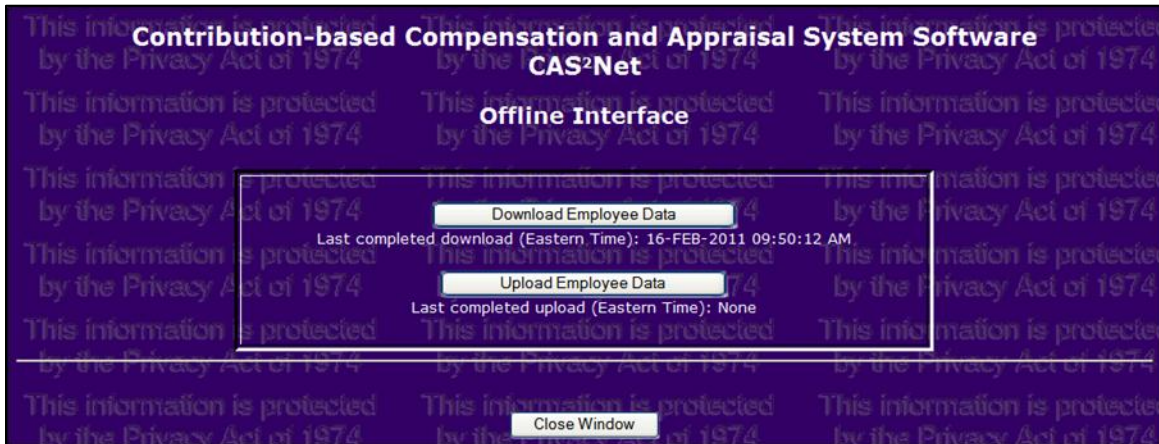 Contribution-based Compensation and Appraisal System Software
CAS²Net
Offline Interface
Download Employee Data
Last completed download (Eastern Time): 16-FEB-2011 09:50:12 AM
Upload Employee Data
Last completed upload (Eastern Time): None
Close Window
This information is protected
by the Privacy Act of 1974